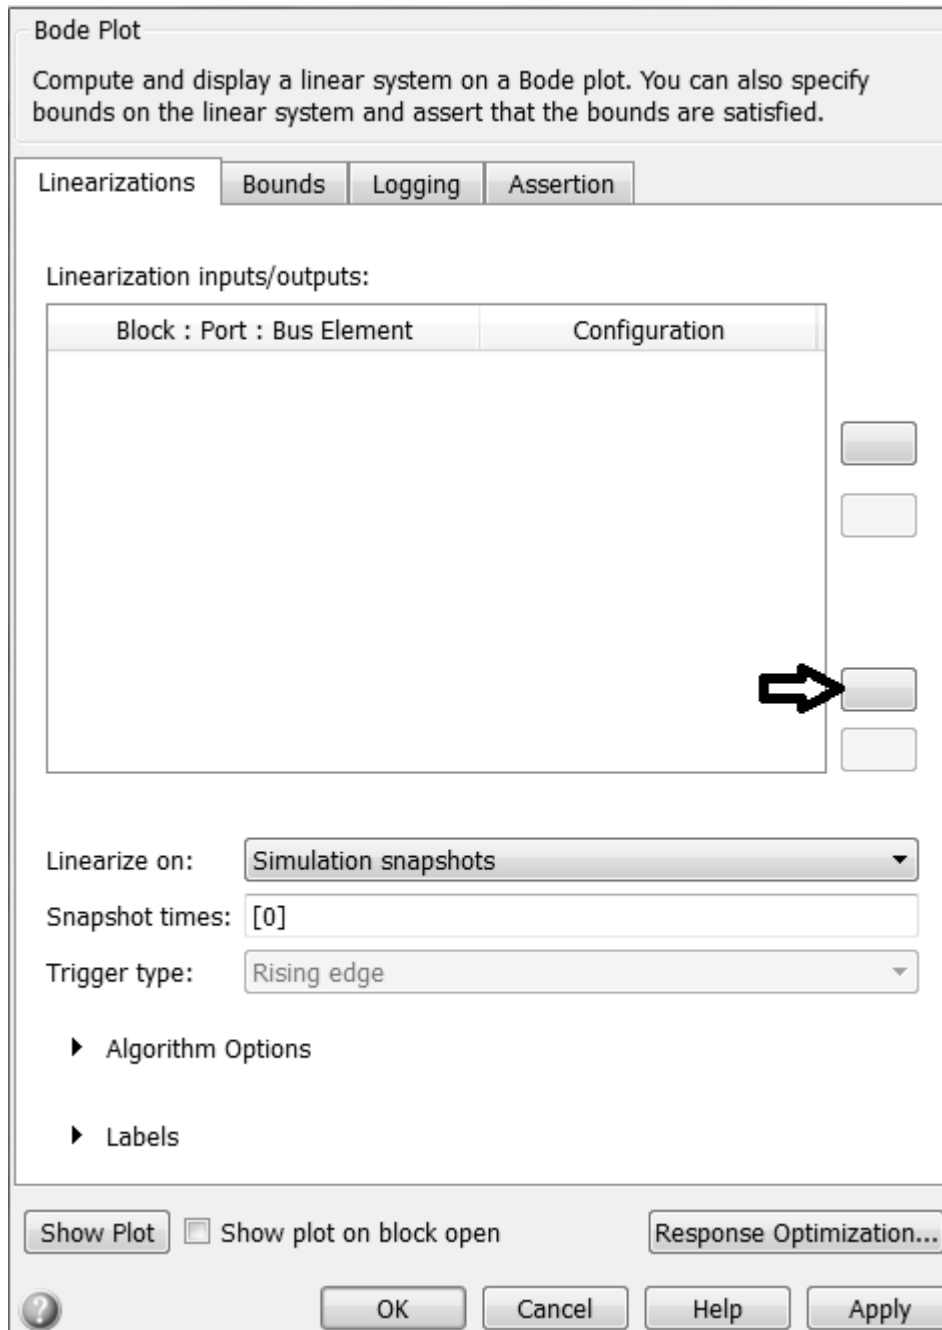 Bode Plot
Compute and display a linear system on a Bode plot. You can also specify
bounds on the linear system and assert that the bounds are satisfied.
Linearizations Bounds Logging Assertion
Linearization inputs/outputs:
Block : Port : Bus Element Configuration
Linearize on: Simulation snapshots
Snapshot times: [0]
Trigger type: Rising edge
Algorithm Options
Labels
Show Plot Show plot on block open Response Optimization...
? OK Cancel Help Apply